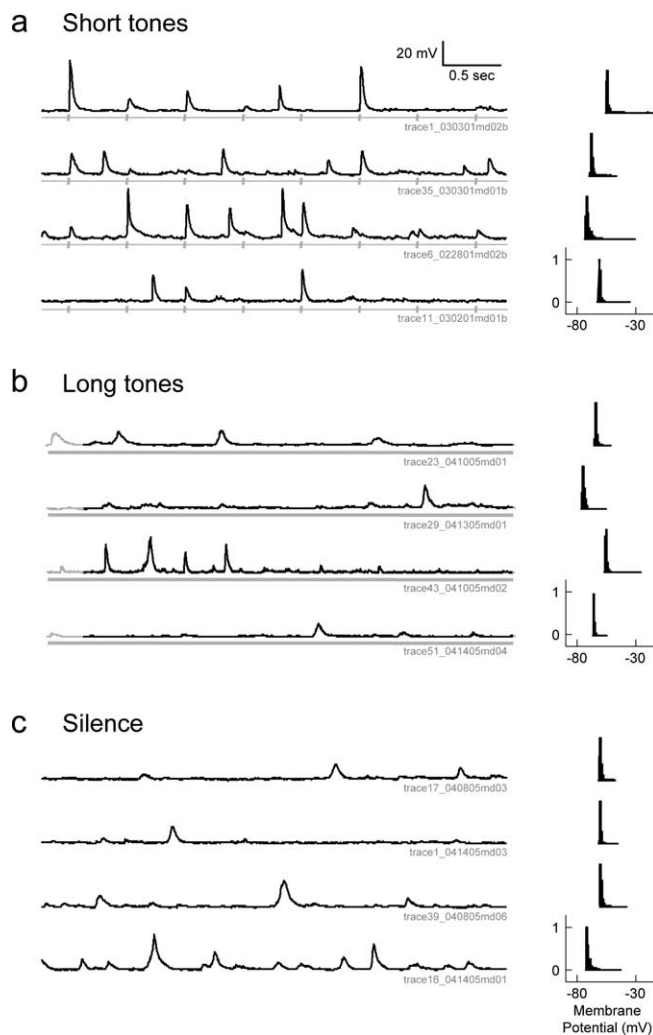 a Short tones
20 mV
0.5 sec
trace1_030301md02b
trace35_030301md01b
trace6_022801md02b
1
0
trace11_030201md01b
-80 -30
b Long tones
trace23_041005md01
trace29_041305md01
trace43_041005md02
1
0
trace51_041405md04
-80 -30
c Silence
trace17_040805md03
trace1_041405md03
trace39_040805md06
1
0
trace16_041405md01
-80 -30
Membrane
Potential (mV)